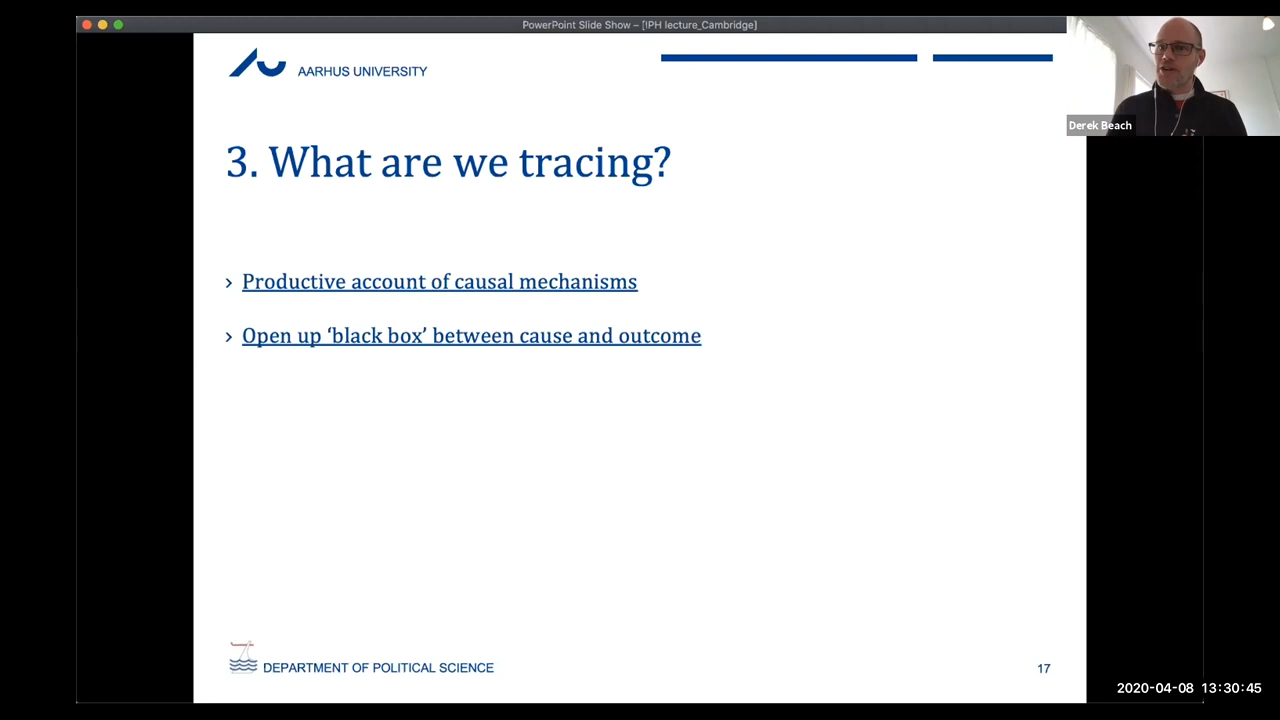 PowerPoint Slide Show – [!PH lecture_Cambridge]
AARHUS UNIVERSITY
Derek Beach
3. What are we tracing?
› Productive account of causal mechanisms
› Open up ‘black box’ between cause and outcome
DEPARTMENT OF POLITICAL SCIENCE
17
2020-04-08 13:30:45